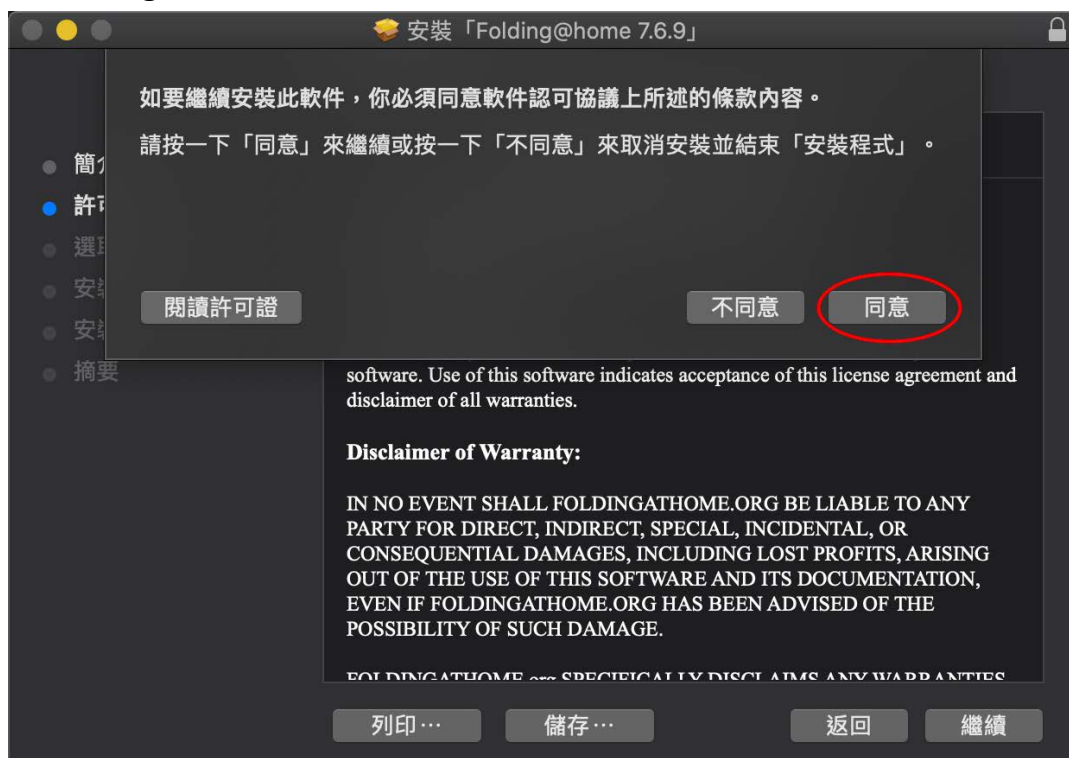 安裝「Folding@home 7.6.9」
如要繼續安裝此軟件，你必須同意軟件認可協議上所述的條款內容。
請按一下「同意」來繼續或按一下「不同意」來取消安裝並結束「安裝程式」。
簡
許
選
安
安
摘要
閱讀許可證
不同意
同意
software. Use of this software indicates acceptance of this license agreement and
disclaimer of all warranties.
Disclaimer of Warranty:
IN NO EVENT SHALL FOLDINGATHOME.ORG BE LIABLE TO ANY
PARTY FOR DIRECT, INDIRECT, SPECIAL, INCIDENTAL, OR
CONSEQUENTIAL DAMAGES, INCLUDING LOST PROFITS, ARISING
OUT OF THE USE OF THIS SOFTWARE AND ITS DOCUMENTATION,
EVEN IF FOLDINGATHOME.ORG HAS BEEN ADVISED OF THE
POSSIBILITY OF SUCH DAMAGE.
FOLDINGATHOME.org SPECIFICALLY DISCLAIMS ANY WARRANTIES
列印…
儲存…
返回
繼續